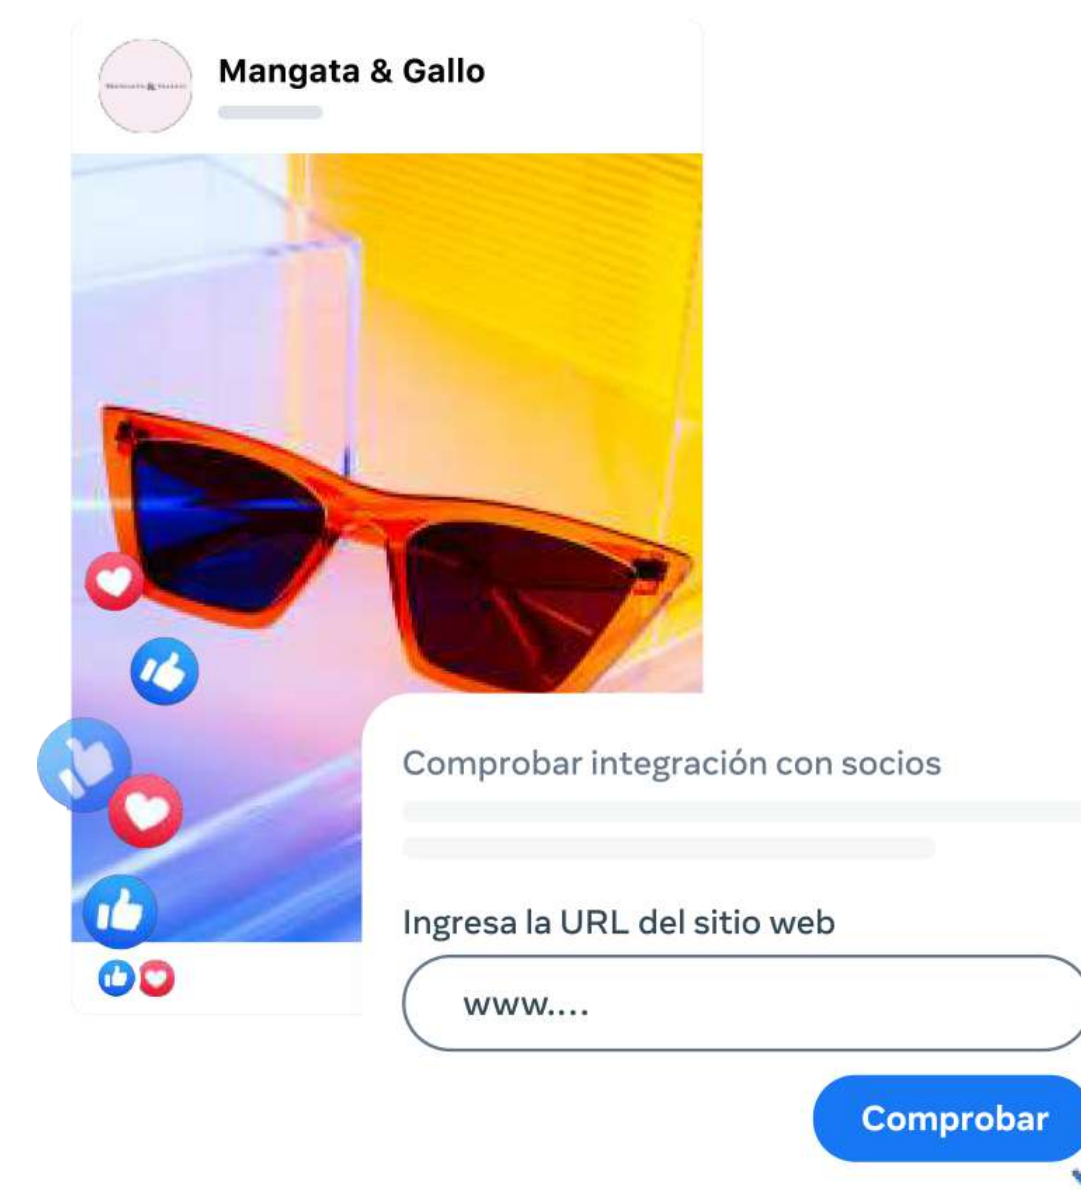 Mangata & Gallo
Comprobar integración con socios
Ingresa la URL del sitio web
www....
Comprobar